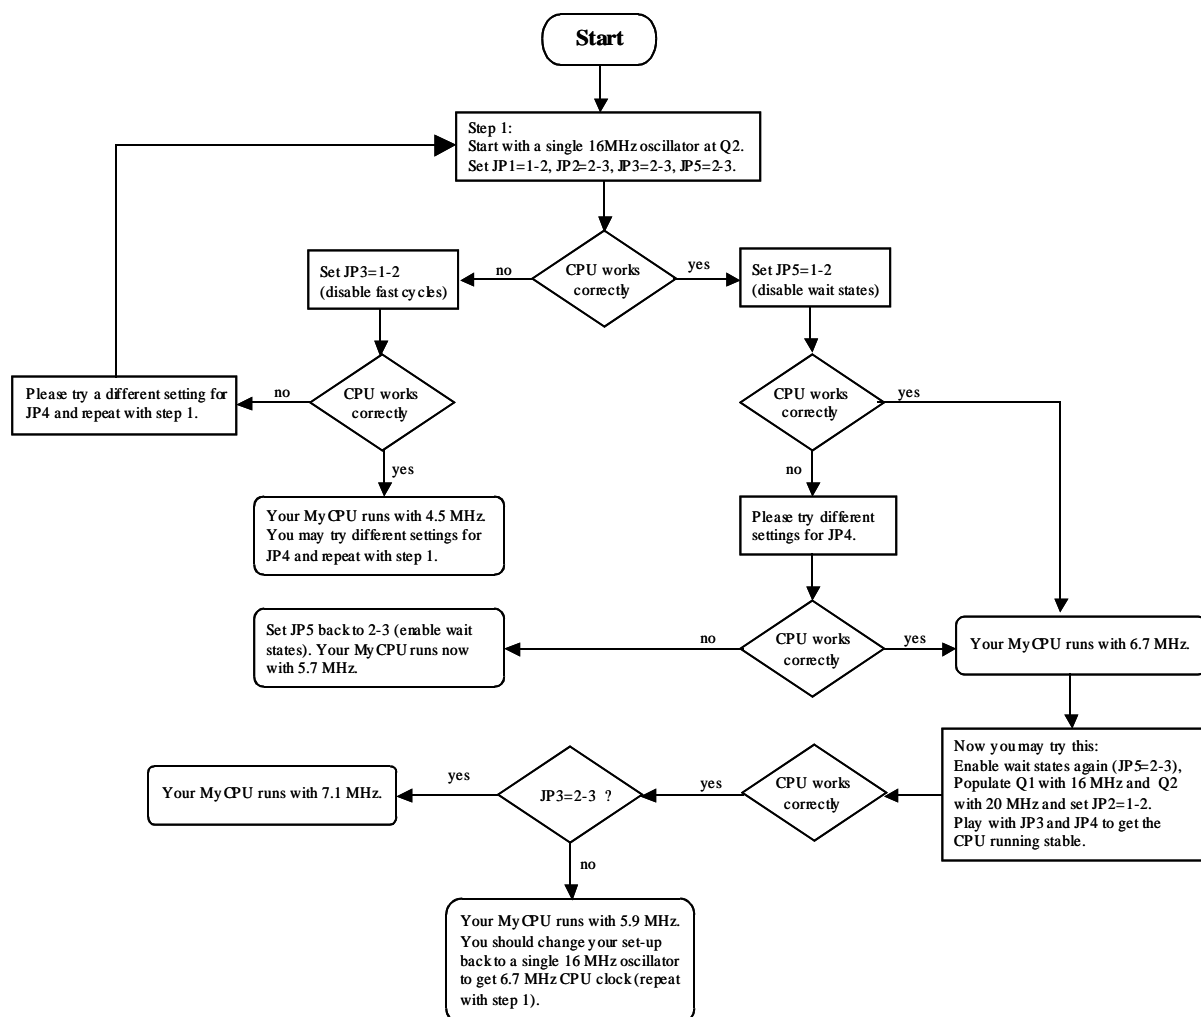 Start
Step 1:
Start with a single 16MHz oscillator at Q2.
Set JP1=1-2, JP2=2-3, JP3=2-3, JP5=2-3.
Set JP3=1-2
(disable fast cycles)
no
CPU works
correctly
yes
Set JP5=1-2
(disable wait states)
Please try a different setting for
JP4 and repeat with step 1.
no
CPU works
correctly
yes
CPU works
correctly
yes
no
Your MyCPU runs with 4.5 MHz.
You may try different settings for
JP4 and repeat with step 1.
Please try different
settings for JP4.
Set JP5 back to 2-3 (enable wait
states). Your MyCPU runs now
with 5.7 MHz.
no
CPU works
correctly
yes
Your MyCPU runs with 6.7 MHz.
Now you may try this:
Enable wait states again (JP5=2-3),
Populate Q1 with 16 MHz and Q2
with 20 MHz and set JP2=1-2.
Play with JP3 and JP4 to get the
CPU running stable.
CPU works
correctly
yes
JP3=2-3 ?
yes
Your MyCPU runs with 7.1 MHz.
no
Your MyCPU runs with 5.9 MHz.
You should change your set-up
back to a single 16 MHz oscillator
to get 6.7 MHz CPU clock (repeat
with step 1).